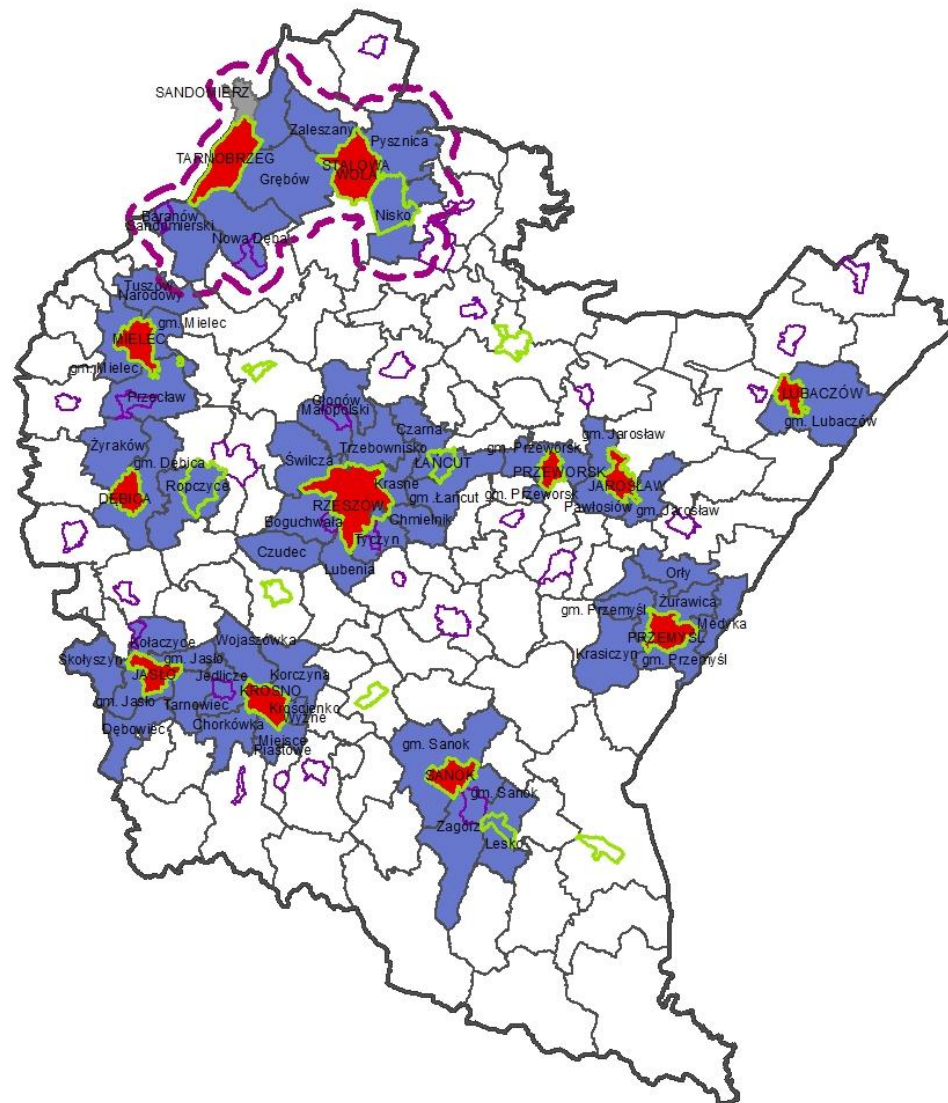 SANDOMIERZ
Zaleszany
Pysznica
TARNOBRZEG
STALOWA
WOLA
Grębów
Nisko
Baranów
Sandomierski
Nowa Dęba
Tuszów
Narodowy
gm. Mielec
MIELEC
gm. Mielec
Przecław
LUBACZÓW
gm. Lubaczów
Głogów
Małopolski
Czarna
Żyraków
Trzebownisko
gm. Przeworsk
gm. Jarosław
gm. Dębica
Świlcza
ŁAŃCUT
PRZEWORSK
Ropczyce
Krasne
JAROSŁAW
DĘBICA
RZESZÓW
gm. Łańcut
gm. Przeworsk
Pawłosiów
gm. Jarosław
Boguchwała
Chmielnik
Tyczyn
Czudec
Lubenia
Orły
gm. Przemyśl
Żurawica
Medyka
PRZEMYŚL
Krasiczyn
gm. Przemyśl
Kołaczyce
Wojaszówka
Skołyszyn
gm. Jasło
JASŁO
Jedlicze
Korczyna
KROSNO
gm. Jasło
Tarnowiec
Krościenko
Wyżne
Dębowiec
Chorkówka
Miejsce
Piastowe
gm. Sanok
SANOK
gm. Sanok
Zagórz
Lesko